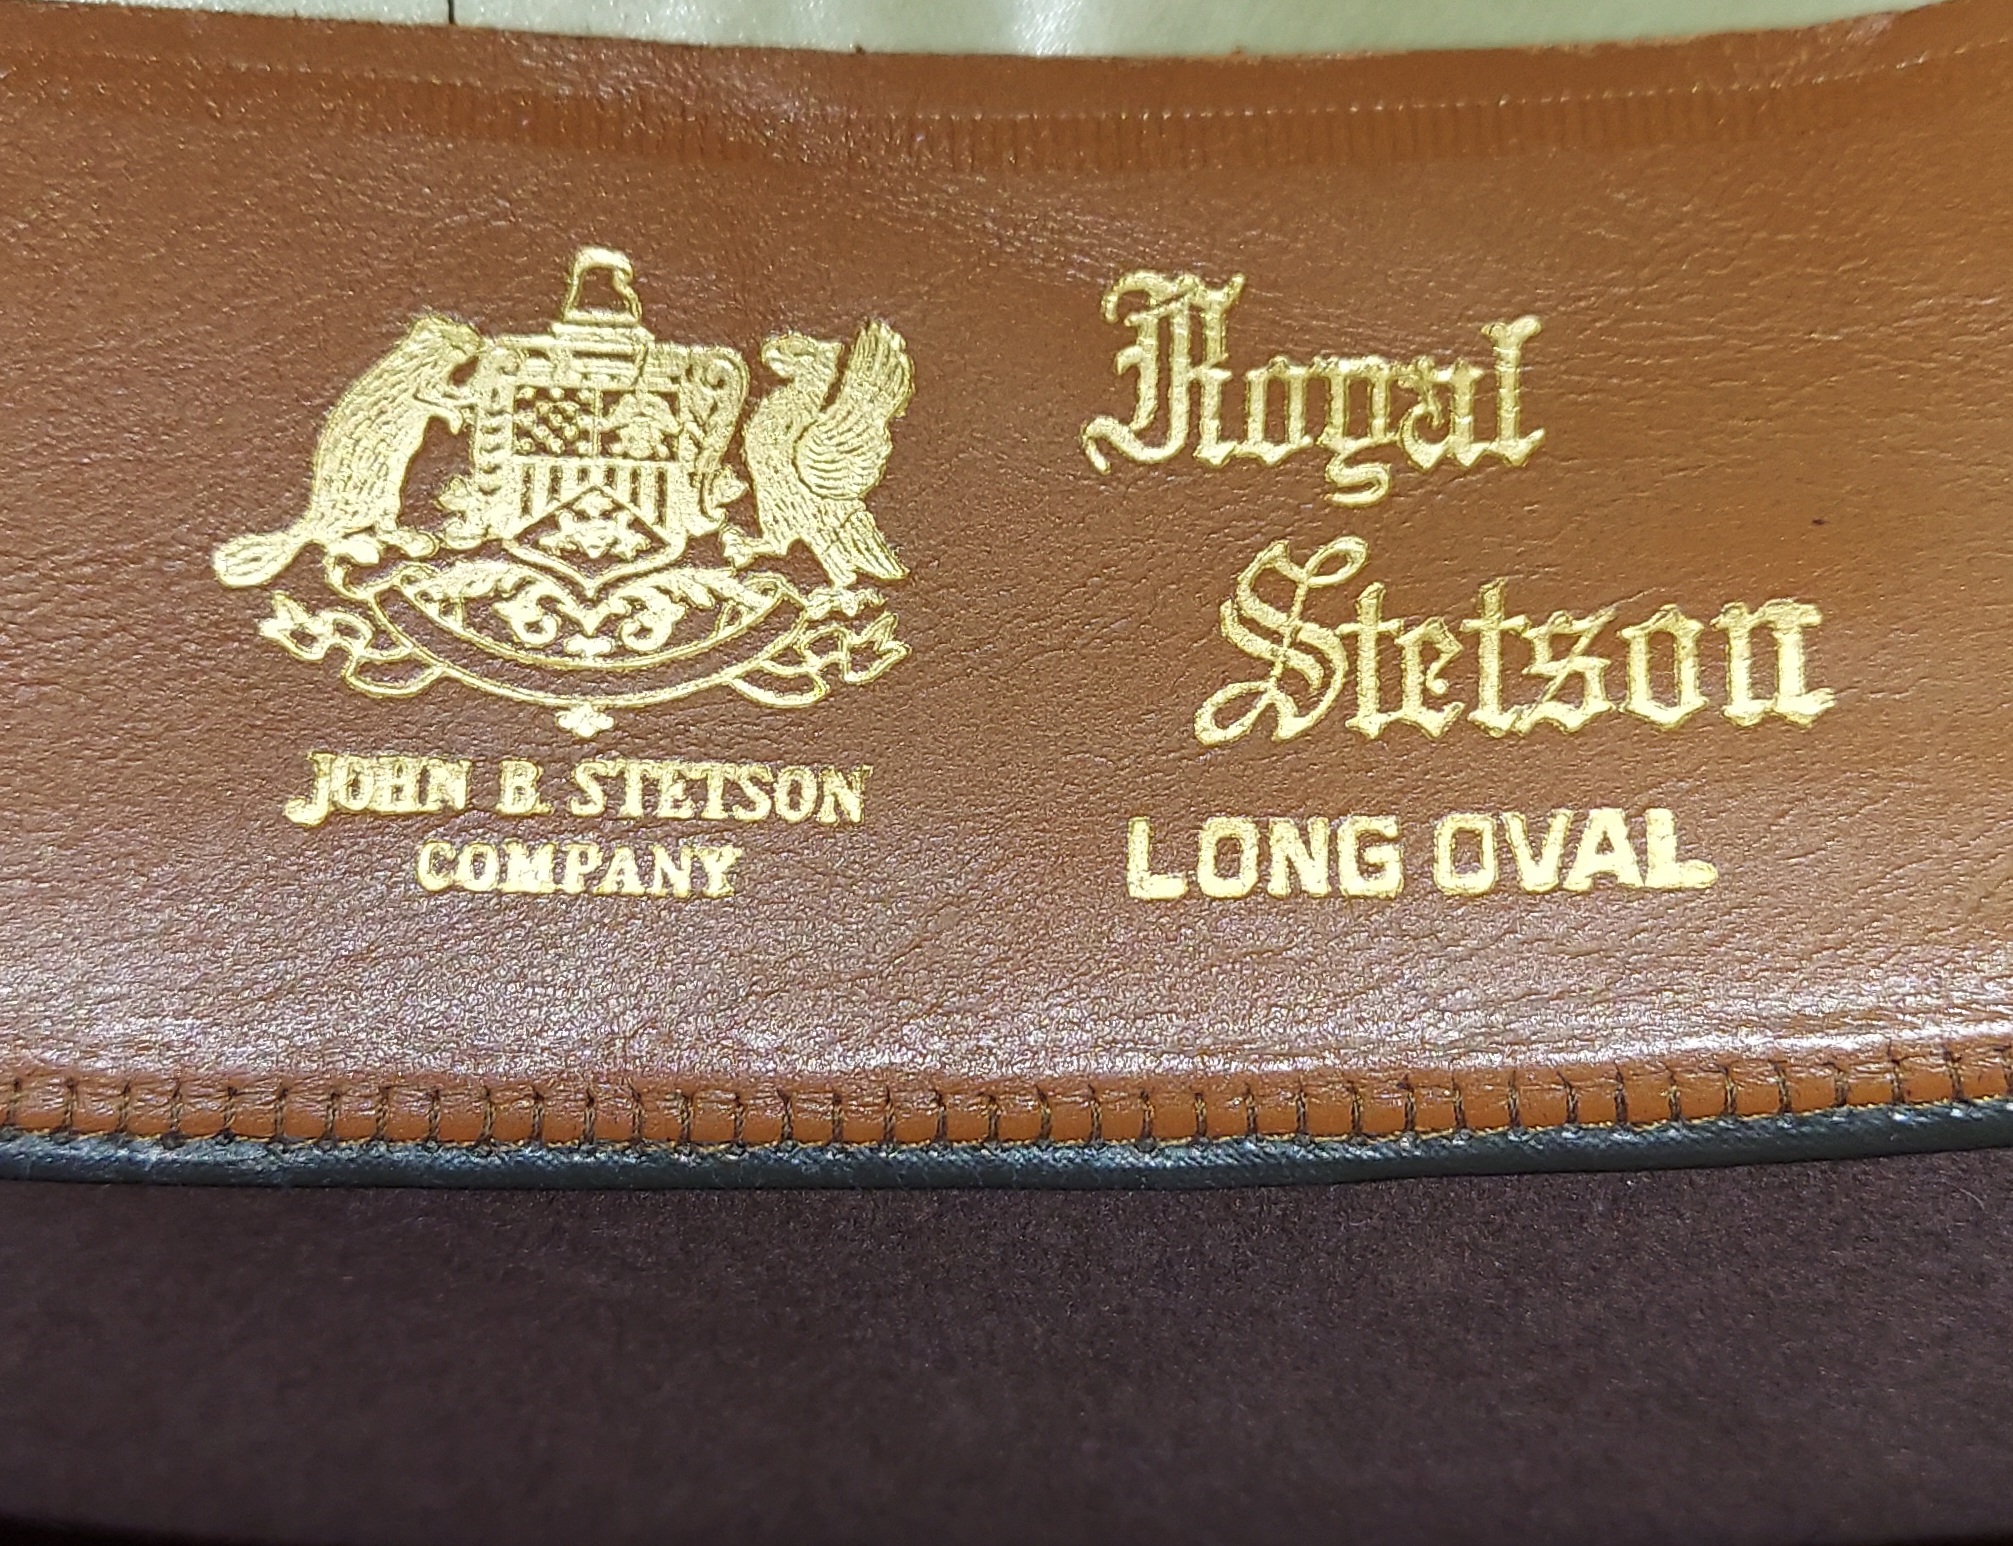 JOHN B. STETSON
COMPANY
Royal
Stetson
LONG OVAL